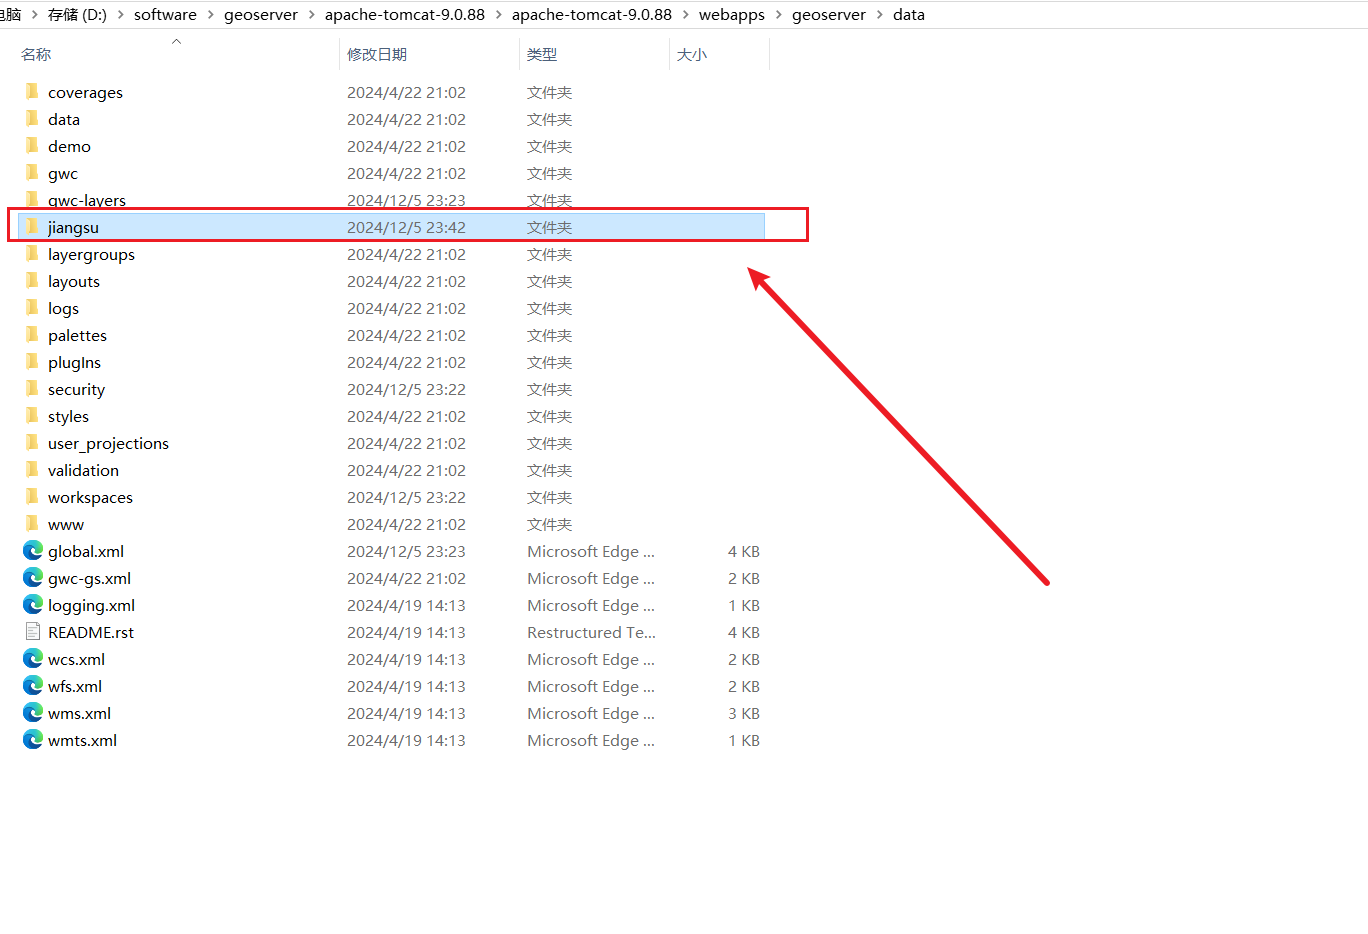 电脑 > 存储 (D:) > software > geoserver > apache-tomcat-9.0.88 > apache-tomcat-9.0.88 > webapps > geoserver > data
名称 修改日期 类型 大小
coverages 2024/4/22 21:02 文件夹
data 2024/4/22 21:02 文件夹
demo 2024/4/22 21:02 文件夹
gwc 2024/4/22 21:02 文件夹
gwc-layers 2024/12/5 23:23 文件夹
jiangsu 2024/12/5 23:42 文件夹
layergroups 2024/4/22 21:02 文件夹
layouts 2024/4/22 21:02 文件夹
logs 2024/4/22 21:02 文件夹
palettes 2024/4/22 21:02 文件夹
plugIns 2024/4/22 21:02 文件夹
security 2024/12/5 23:22 文件夹
styles 2024/4/22 21:02 文件夹
user_projections 2024/4/22 21:02 文件夹
validation 2024/4/22 21:02 文件夹
workspaces 2024/12/5 23:22 文件夹
www 2024/4/22 21:02 文件夹
global.xml 2024/12/5 23:23 Microsoft Edge ... 4 KB
gwc-gs.xml 2024/4/22 21:02 Microsoft Edge ... 2 KB
logging.xml 2024/4/19 14:13 Microsoft Edge ... 1 KB
README.rst 2024/4/19 14:13 Restructured Te... 4 KB
wcs.xml 2024/4/19 14:13 Microsoft Edge ... 2 KB
wfs.xml 2024/4/19 14:13 Microsoft Edge ... 2 KB
wms.xml 2024/4/19 14:13 Microsoft Edge ... 3 KB
wmts.xml 2024/4/19 14:13 Microsoft Edge ... 1 KB